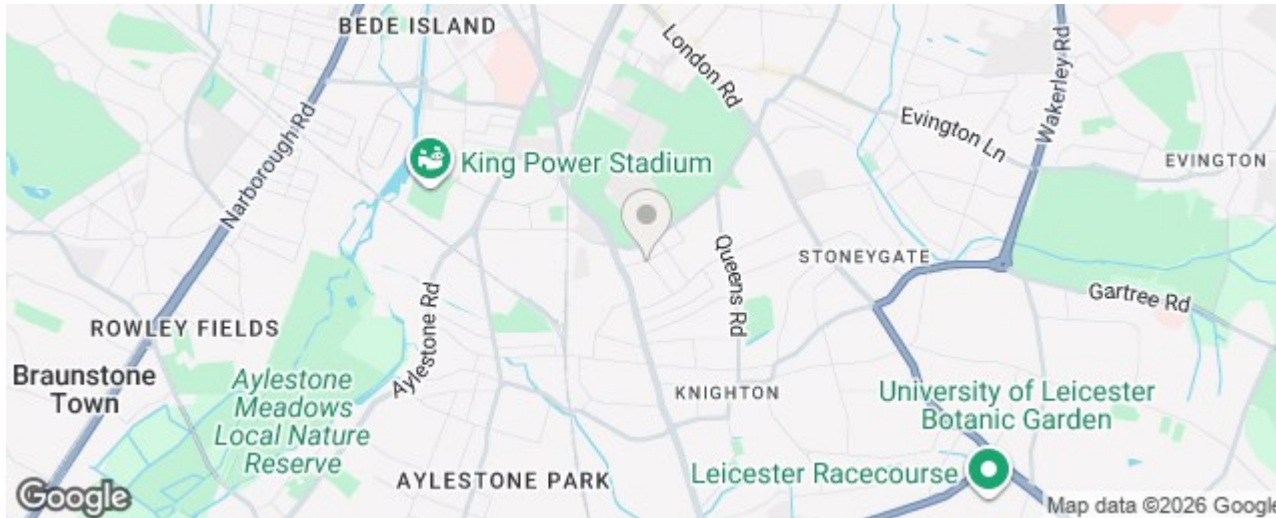 BEDE ISLAND
London Rd
Wakerley Rd
Narborough Rd
King Power Stadium
Evington Ln
EVINGTON
Queens Rd
STONEYGATE
Gartree Rd
Aylestone Rd
ROWLEY FIELDS
Braunstone
Town
Aylestone
Meadows
Local Nature
Reserve
KNIGHTON
University of Leicester
Botanic Garden
AYLESTONE PARK
Leicester Racecourse
Google
Map data ©2026 Google